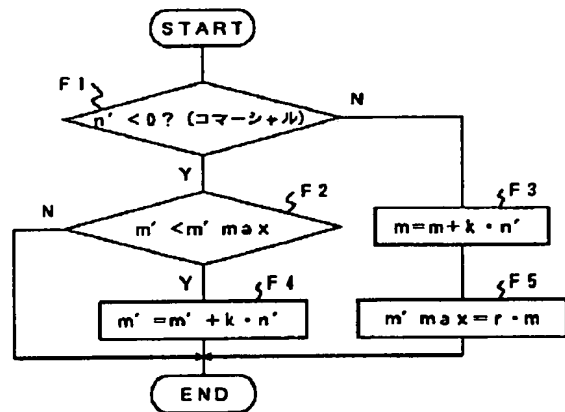 START
F1
n' <0? (コマーシャル)
N
Y
F2
N
m' <m' max
F3
m=m+k・n'
Y
F4
F5
m' =m' +k・n'
m' max=r・m
END